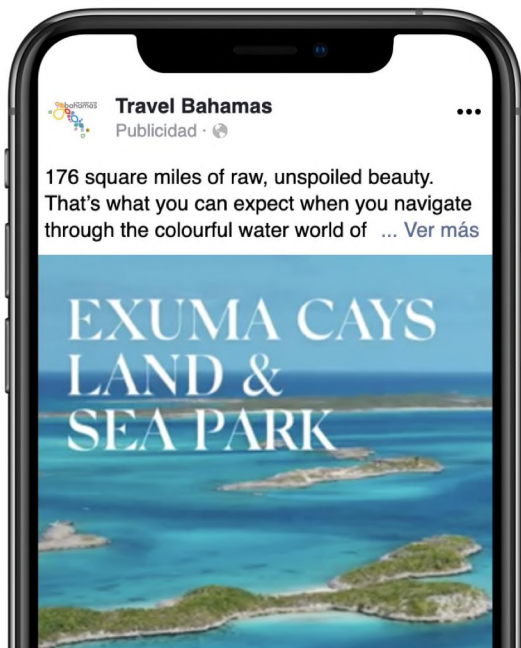 bahamas
Travel Bahamas
Publicidad ·
176 square miles of raw, unspoiled beauty.
That’s what you can expect when you navigate
through the colourful water world of ... Ver más
EXUMA CAYS
LAND &
SEA PARK